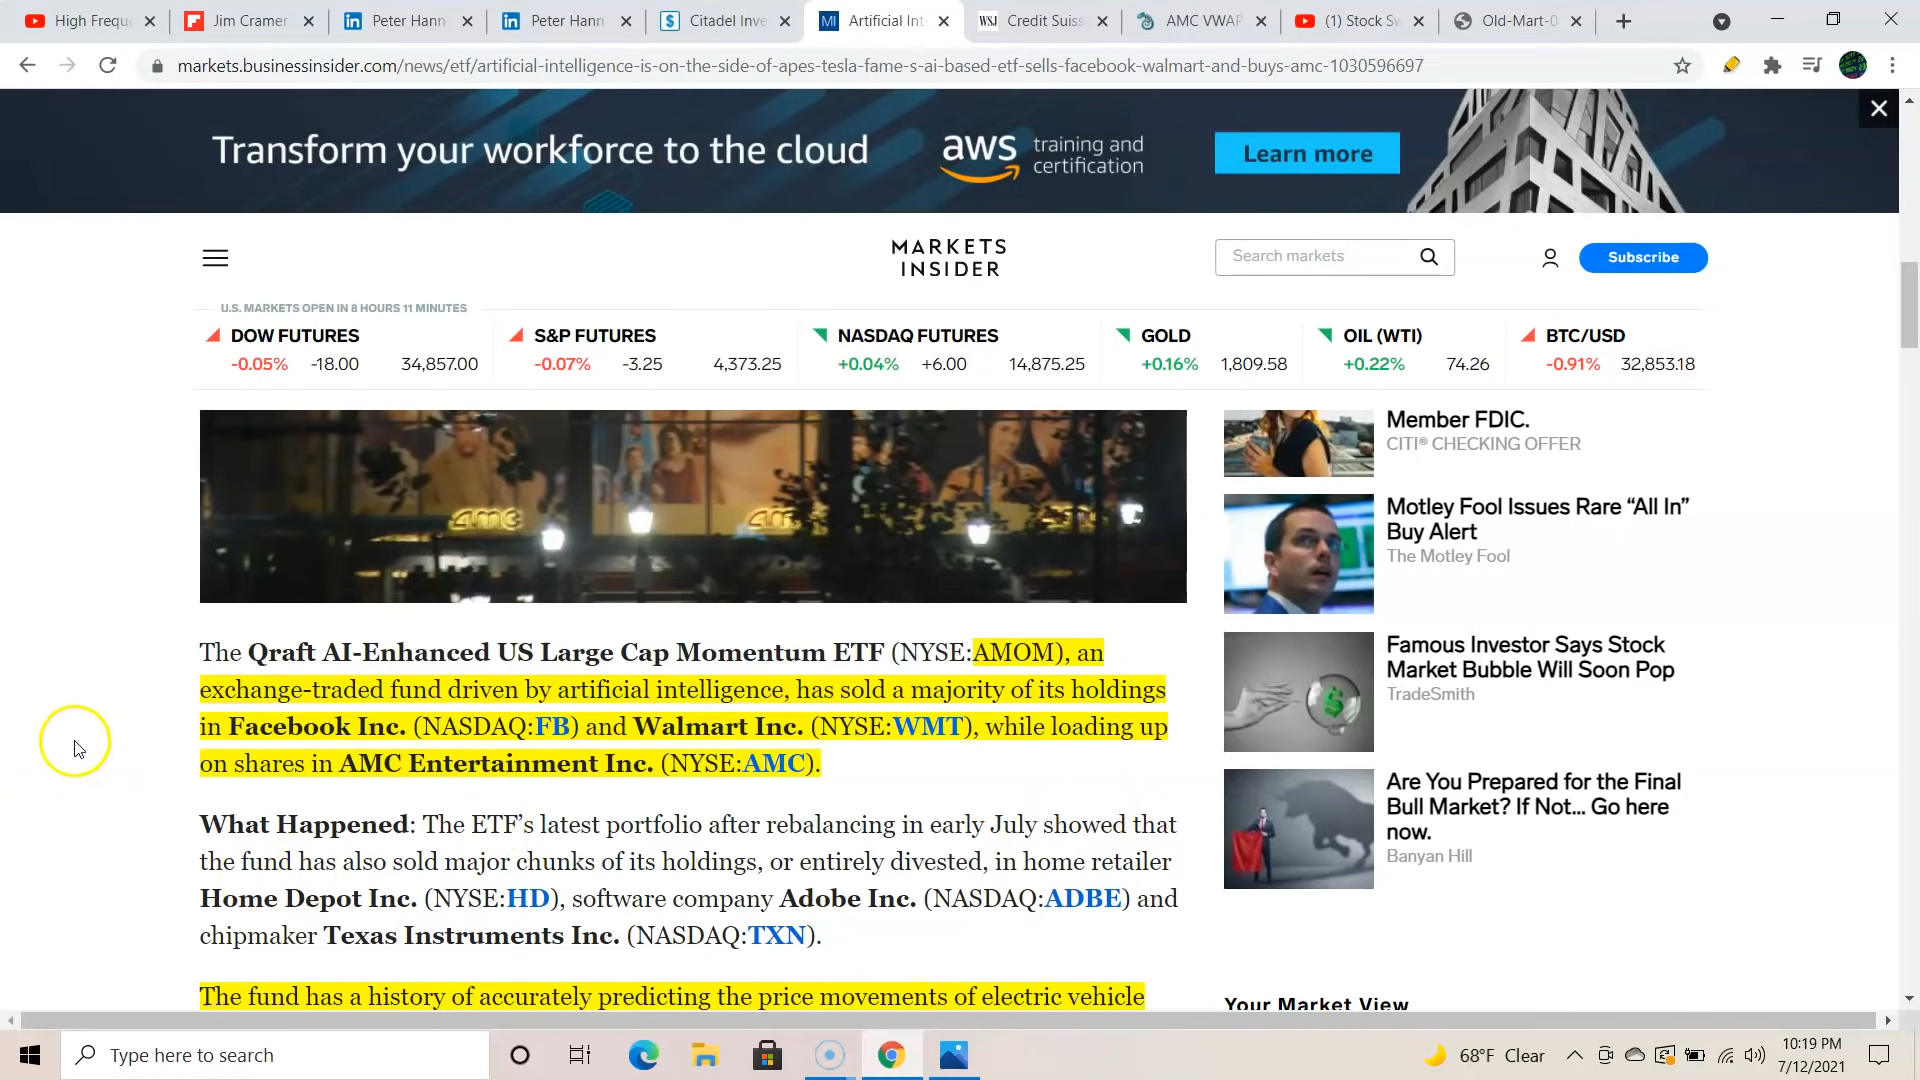 High Frequ
Jim Cramer
Peter Hann
Peter Hann
Citadel Inve
MI Artificial Int
WSJ Credit Suiss
AMC VWAP
(1) Stock Sw
Old-Mart-0
markets.businessinsider.com/news/etf/artificial-intelligence-is-on-the-side-of-apes-tesla-fame-s-ai-based-etf-sells-facebook-walmart-and-buys-amc-1030596697
Transform your workforce to the cloud
aws training and certification
Learn more
MARKETS
INSIDER
Search markets
Subscribe
U.S. MARKETS OPEN IN 8 HOURS 11 MINUTES
DOW FUTURES
-0.05% -18.00 34,857.00
S&P FUTURES
-0.07% -3.25 4,373.25
NASDAQ FUTURES
+0.04% +6.00 14,875.25
GOLD
+0.16% 1,809.58
OIL (WTI)
+0.22% 74.26
BTC/USD
-0.91% 32,853.18
amc
The Qraft AI-Enhanced US Large Cap Momentum ETF (NYSE:AMOM), an
exchange-traded fund driven by artificial intelligence, has sold a majority of its holdings
in Facebook Inc. (NASDAQ:FB) and Walmart Inc. (NYSE:WMT), while loading up
on shares in AMC Entertainment Inc. (NYSE:AMC).
What Happened: The ETF’s latest portfolio after rebalancing in early July showed that
the fund has also sold major chunks of its holdings, or entirely divested, in home retailer
Home Depot Inc. (NYSE:HD), software company Adobe Inc. (NASDAQ:ADBE) and
chipmaker Texas Instruments Inc. (NASDAQ:TXN).
The fund has a history of accurately predicting the price movements of electric vehicle
Member FDIC.
CITI® CHECKING OFFER
Motley Fool Issues Rare “All In”
Buy Alert
The Motley Fool
Famous Investor Says Stock
Market Bubble Will Soon Pop
TradeSmith
Are You Prepared for the Final
Bull Market? If Not... Go here
now.
Banyan Hill
Your Market View
Type here to search
68°F Clear
10:19 PM
7/12/2021